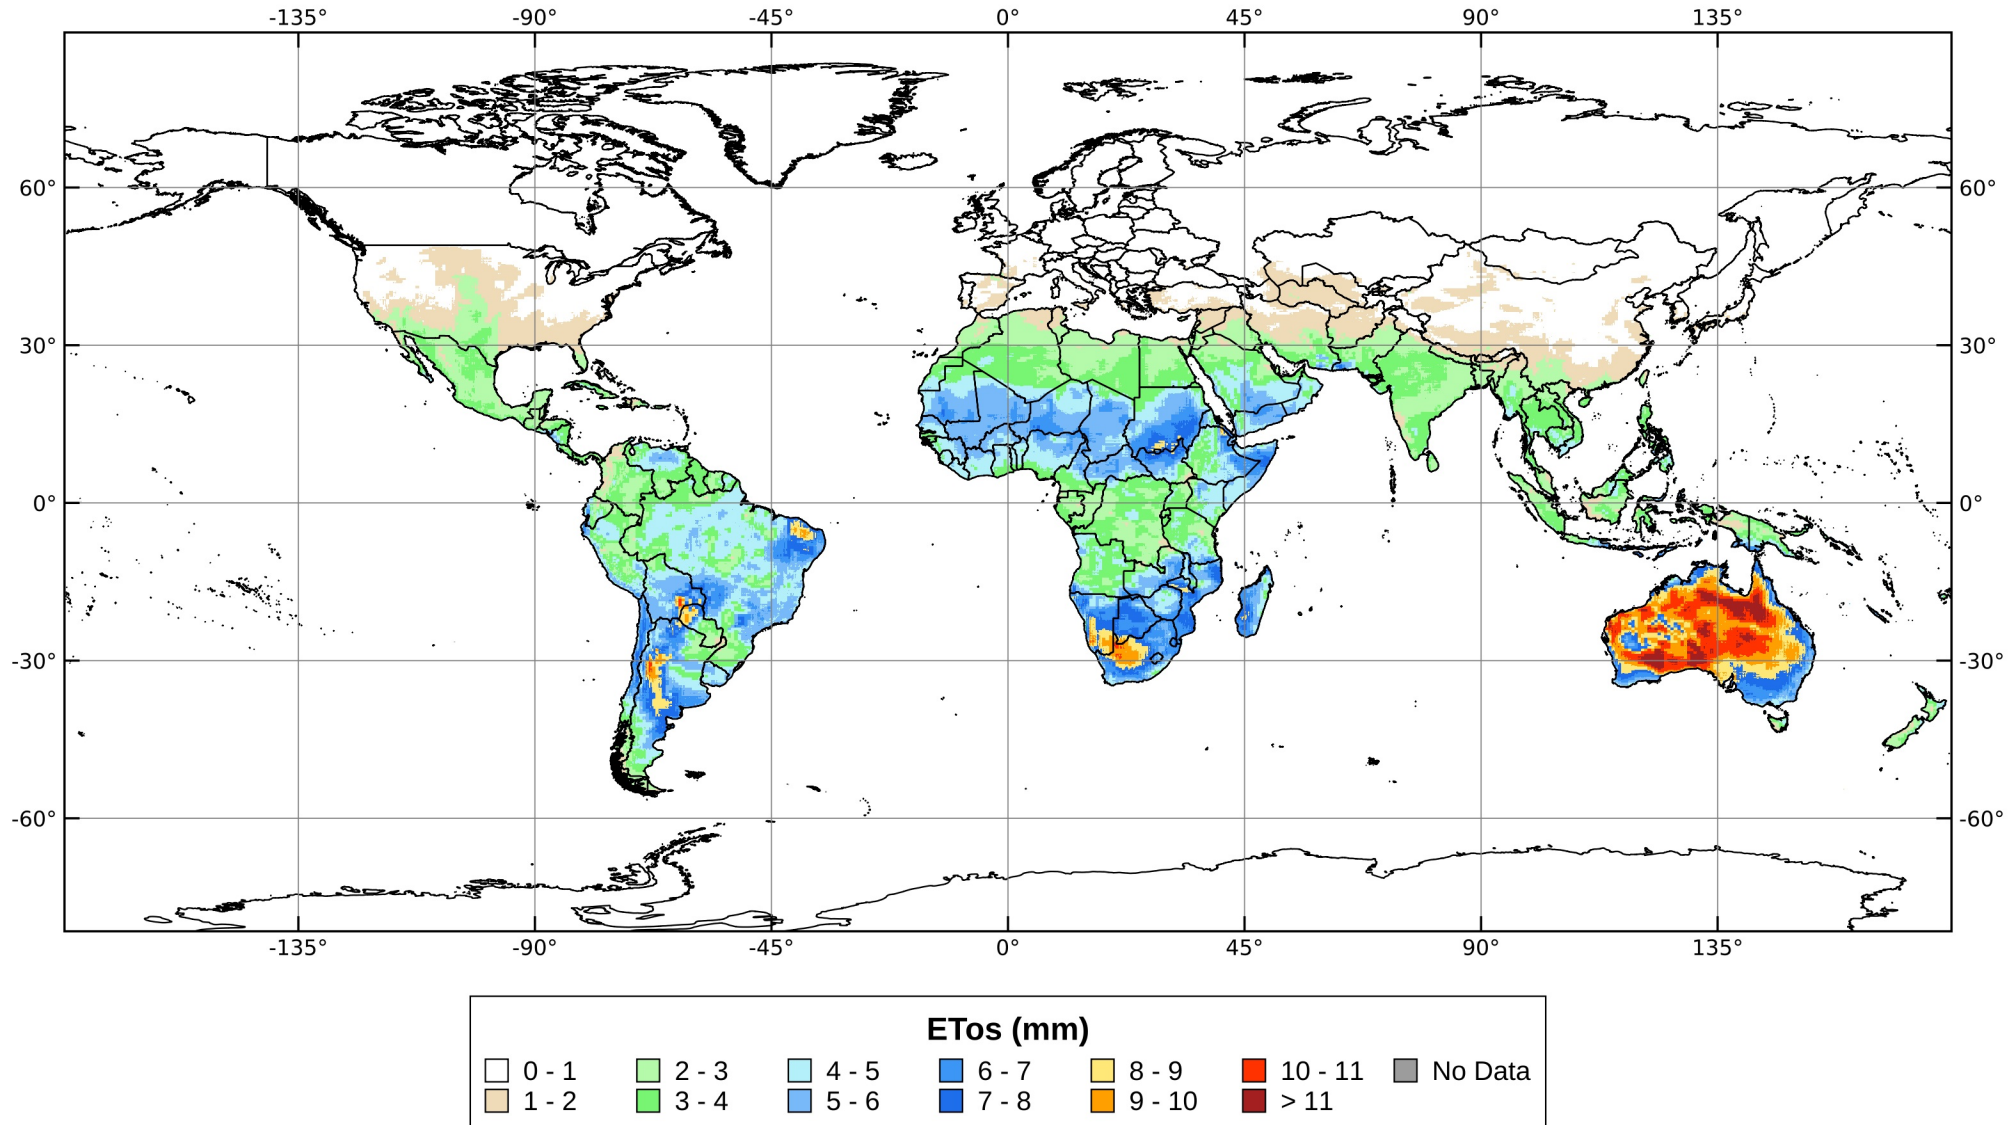 -135° -90° -45° 0° 45° 90° 135°
60° 60°
30° 30°
0° 0°
-30° -30°
-60° -60°
-135° -90° -45° 0° 45° 90° 135°
ETos (mm)
0 - 1 2 - 3 4 - 5 6 - 7 8 - 9 10 - 11 No Data
1 - 2 3 - 4 5 - 6 7 - 8 9 - 10 > 11